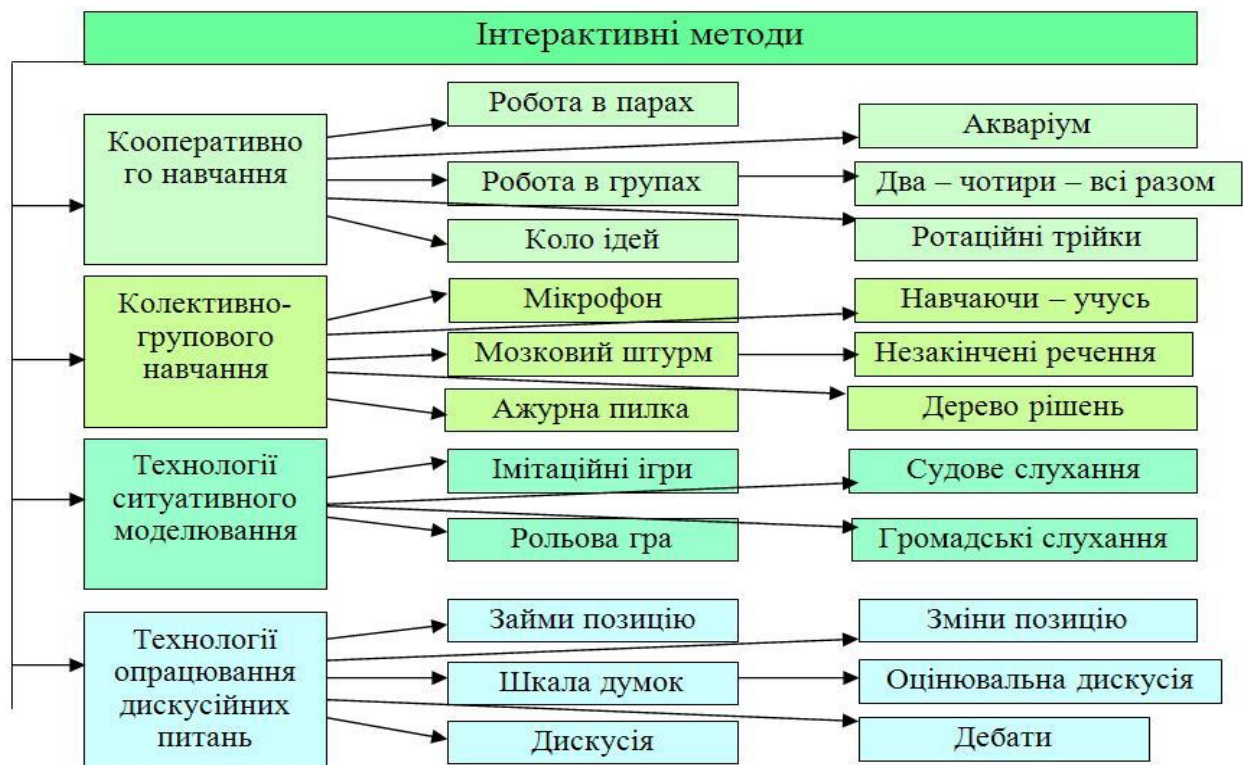 Інтерактивні методи
Кооперативно
го навчання
Робота в парах
Акваріум
Робота в групах
Два – чотири – всі разом
Коло ідей
Ротаційні трійки
Колективно-
групового
навчання
Мікрофон
Навчаючи – учусь
Мозковий штурм
Незакінчені речення
Ажурна пилка
Дерево рішень
Технології
ситуативного
моделювання
Імітаційні ігри
Судове слухання
Рольова гра
Громадські слухання
Технології
опрацювання
дискусійних
питань
Займи позицію
Зміни позицію
Шкала думок
Оцінювальна дискусія
Дискусія
Дебати